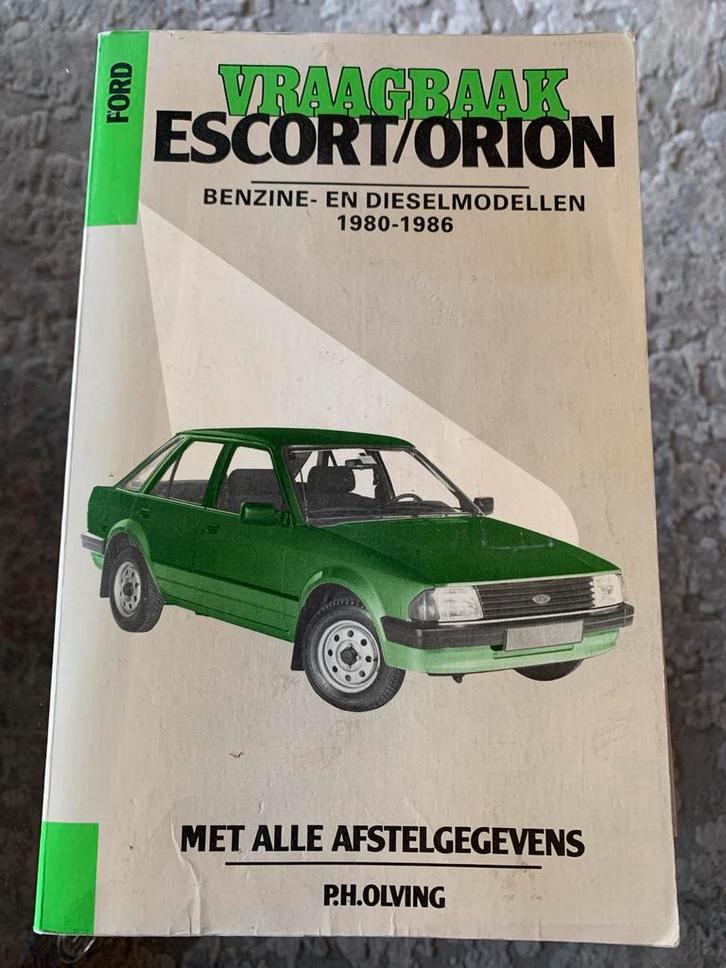 FORD
VRAAGBAAK
ESCORT/ORION
BENZINE- EN DIESELMODELLEN
1980-1986
MET ALLE AFSTELGEGEVENS
P.H.OLVING